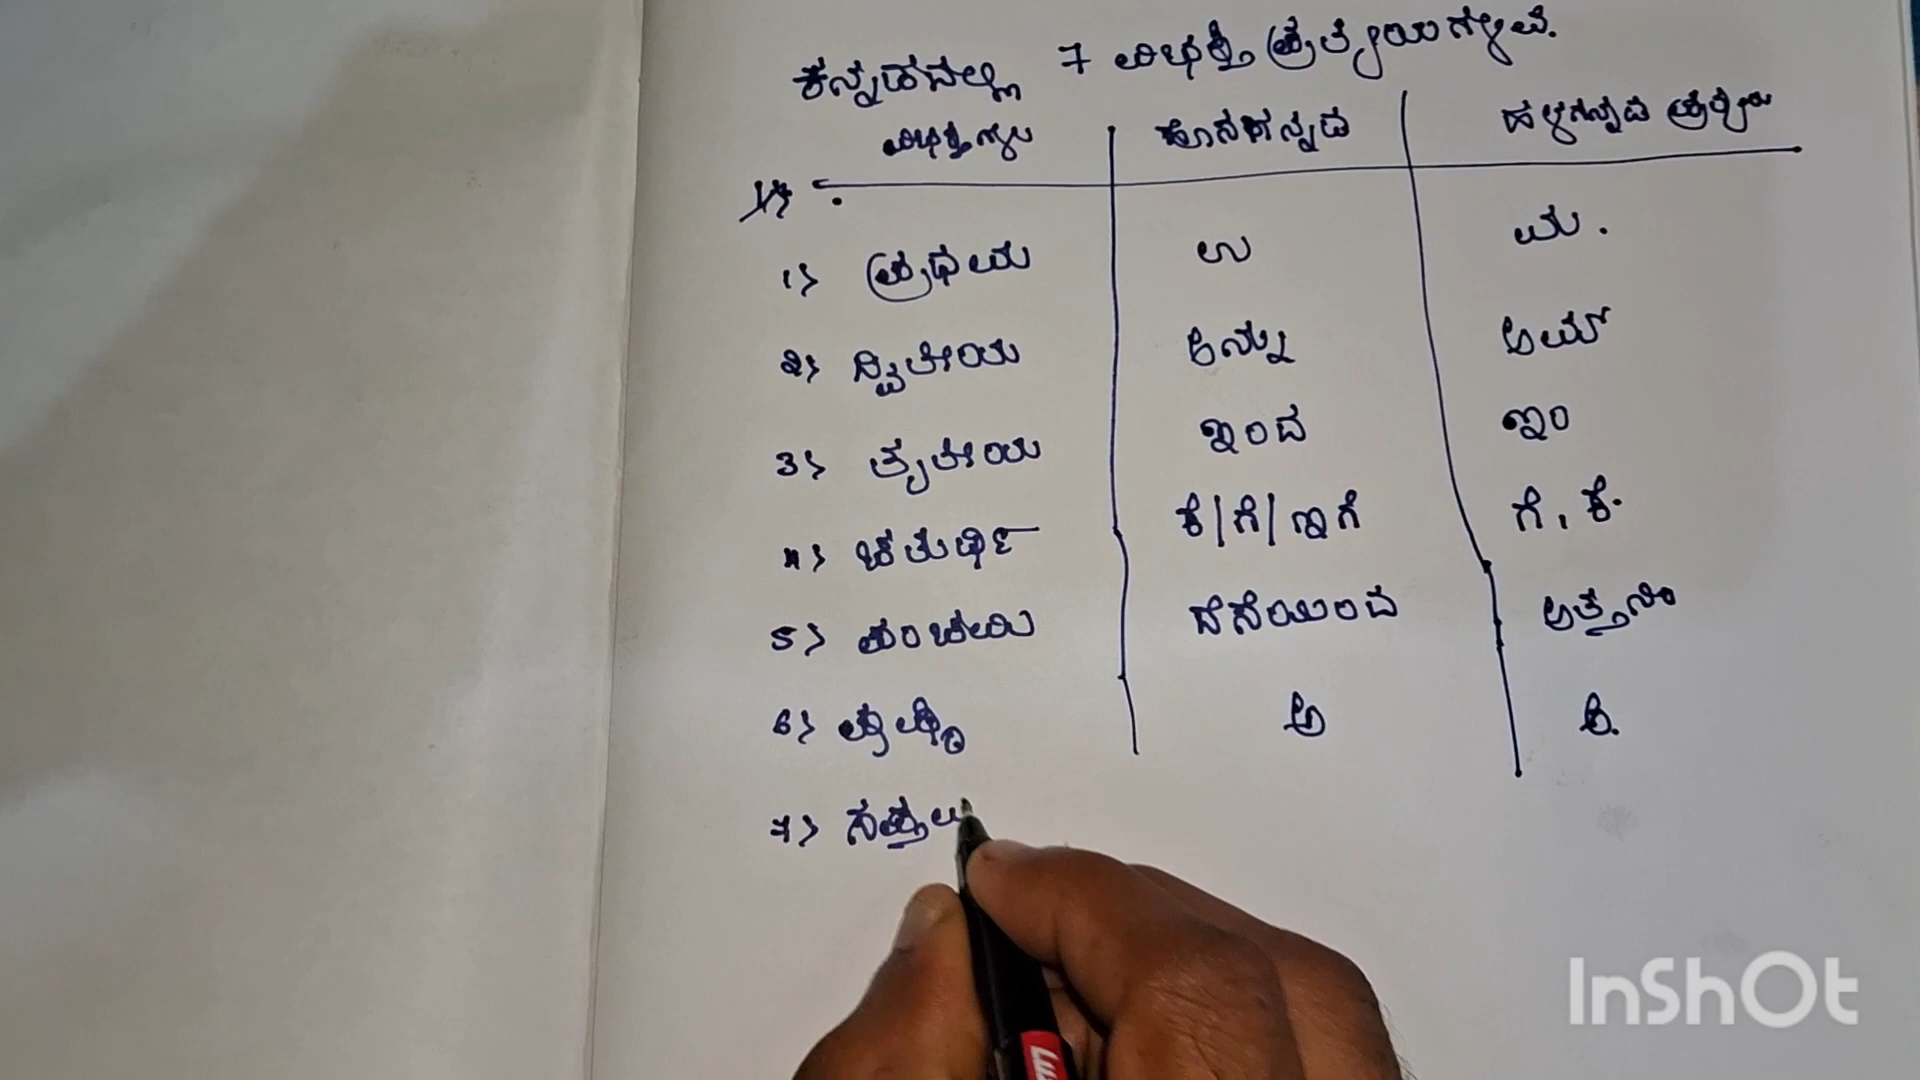 ಕನ್ನಡದಲ್ಲಿ 7 ವಿಭಕ್ತಿ ಪ್ರತ್ಯಯಗಳಿವೆ.
ವಿಭಕ್ತಿಗಳು ಹೊಸಗನ್ನಡ ಹಳಗನ್ನಡ ಪ್ರತ್ಯಯ
1) ಪ್ರಥಮ ಉ ಮ.
2) ದ್ವಿತೀಯ ಅನ್ನು ಅಮ್
3) ತೃತೀಯ ಇಂದ ಇಂ
4) ಚತುರ್ಥಿ ಕೆ/ಗೆ/ಇಗೆ ಗೆ, ಕೆ.
5) ಪಂಚಮಿ ದೆಸೆಯಿಂದ ಅತ್ತಣಿಂ
6) ಷಷ್ಠಿ ಅ ಅ.
7) ಸಪ್ತಮ
InShOt